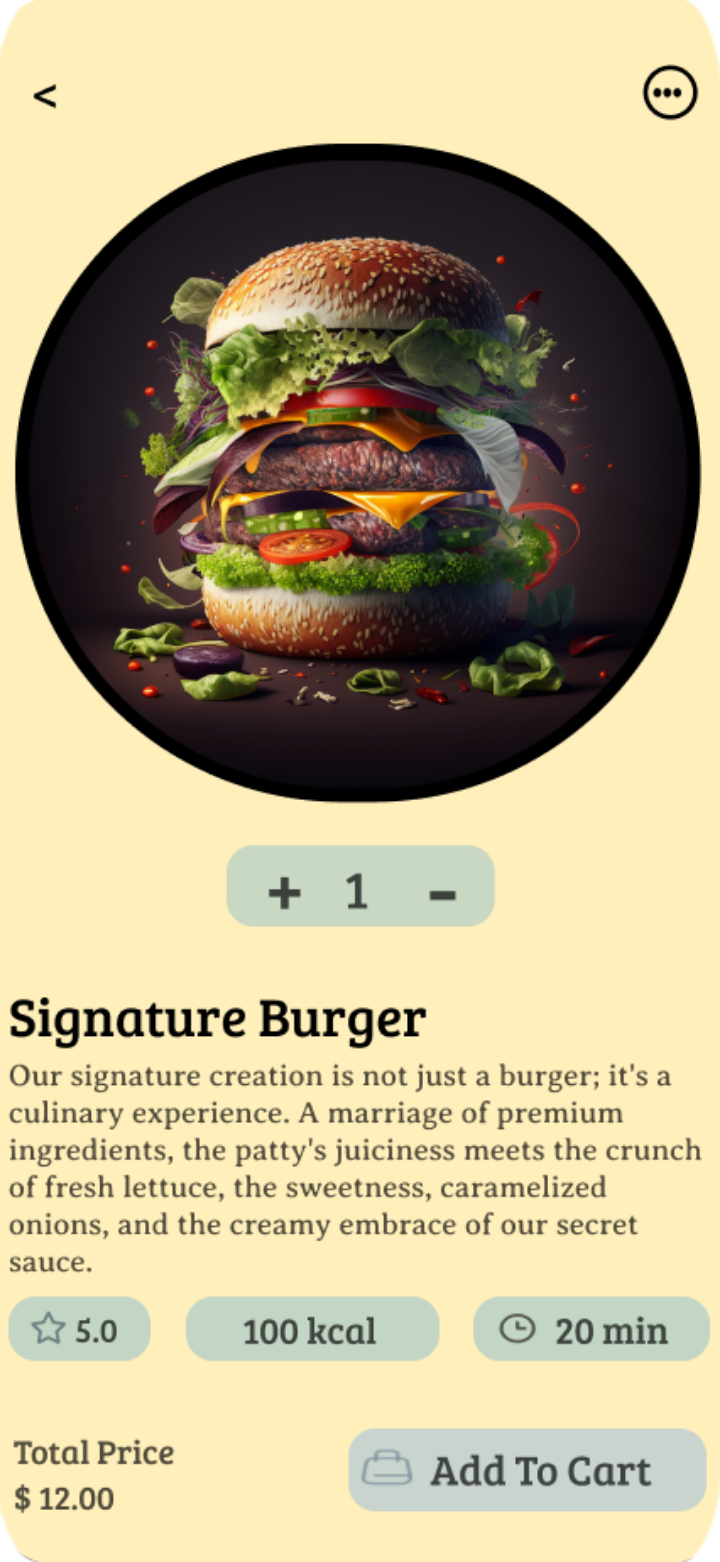 <
+ 1 -
Signature Burger
Our signature creation is not just a burger; it's a
culinary experience. A marriage of premium
ingredients, the patty's juiciness meets the crunch
of fresh lettuce, the sweetness, caramelized
onions, and the creamy embrace of our secret
sauce.
5.0 100 kcal 20 min
Total Price
$ 12.00
Add To Cart